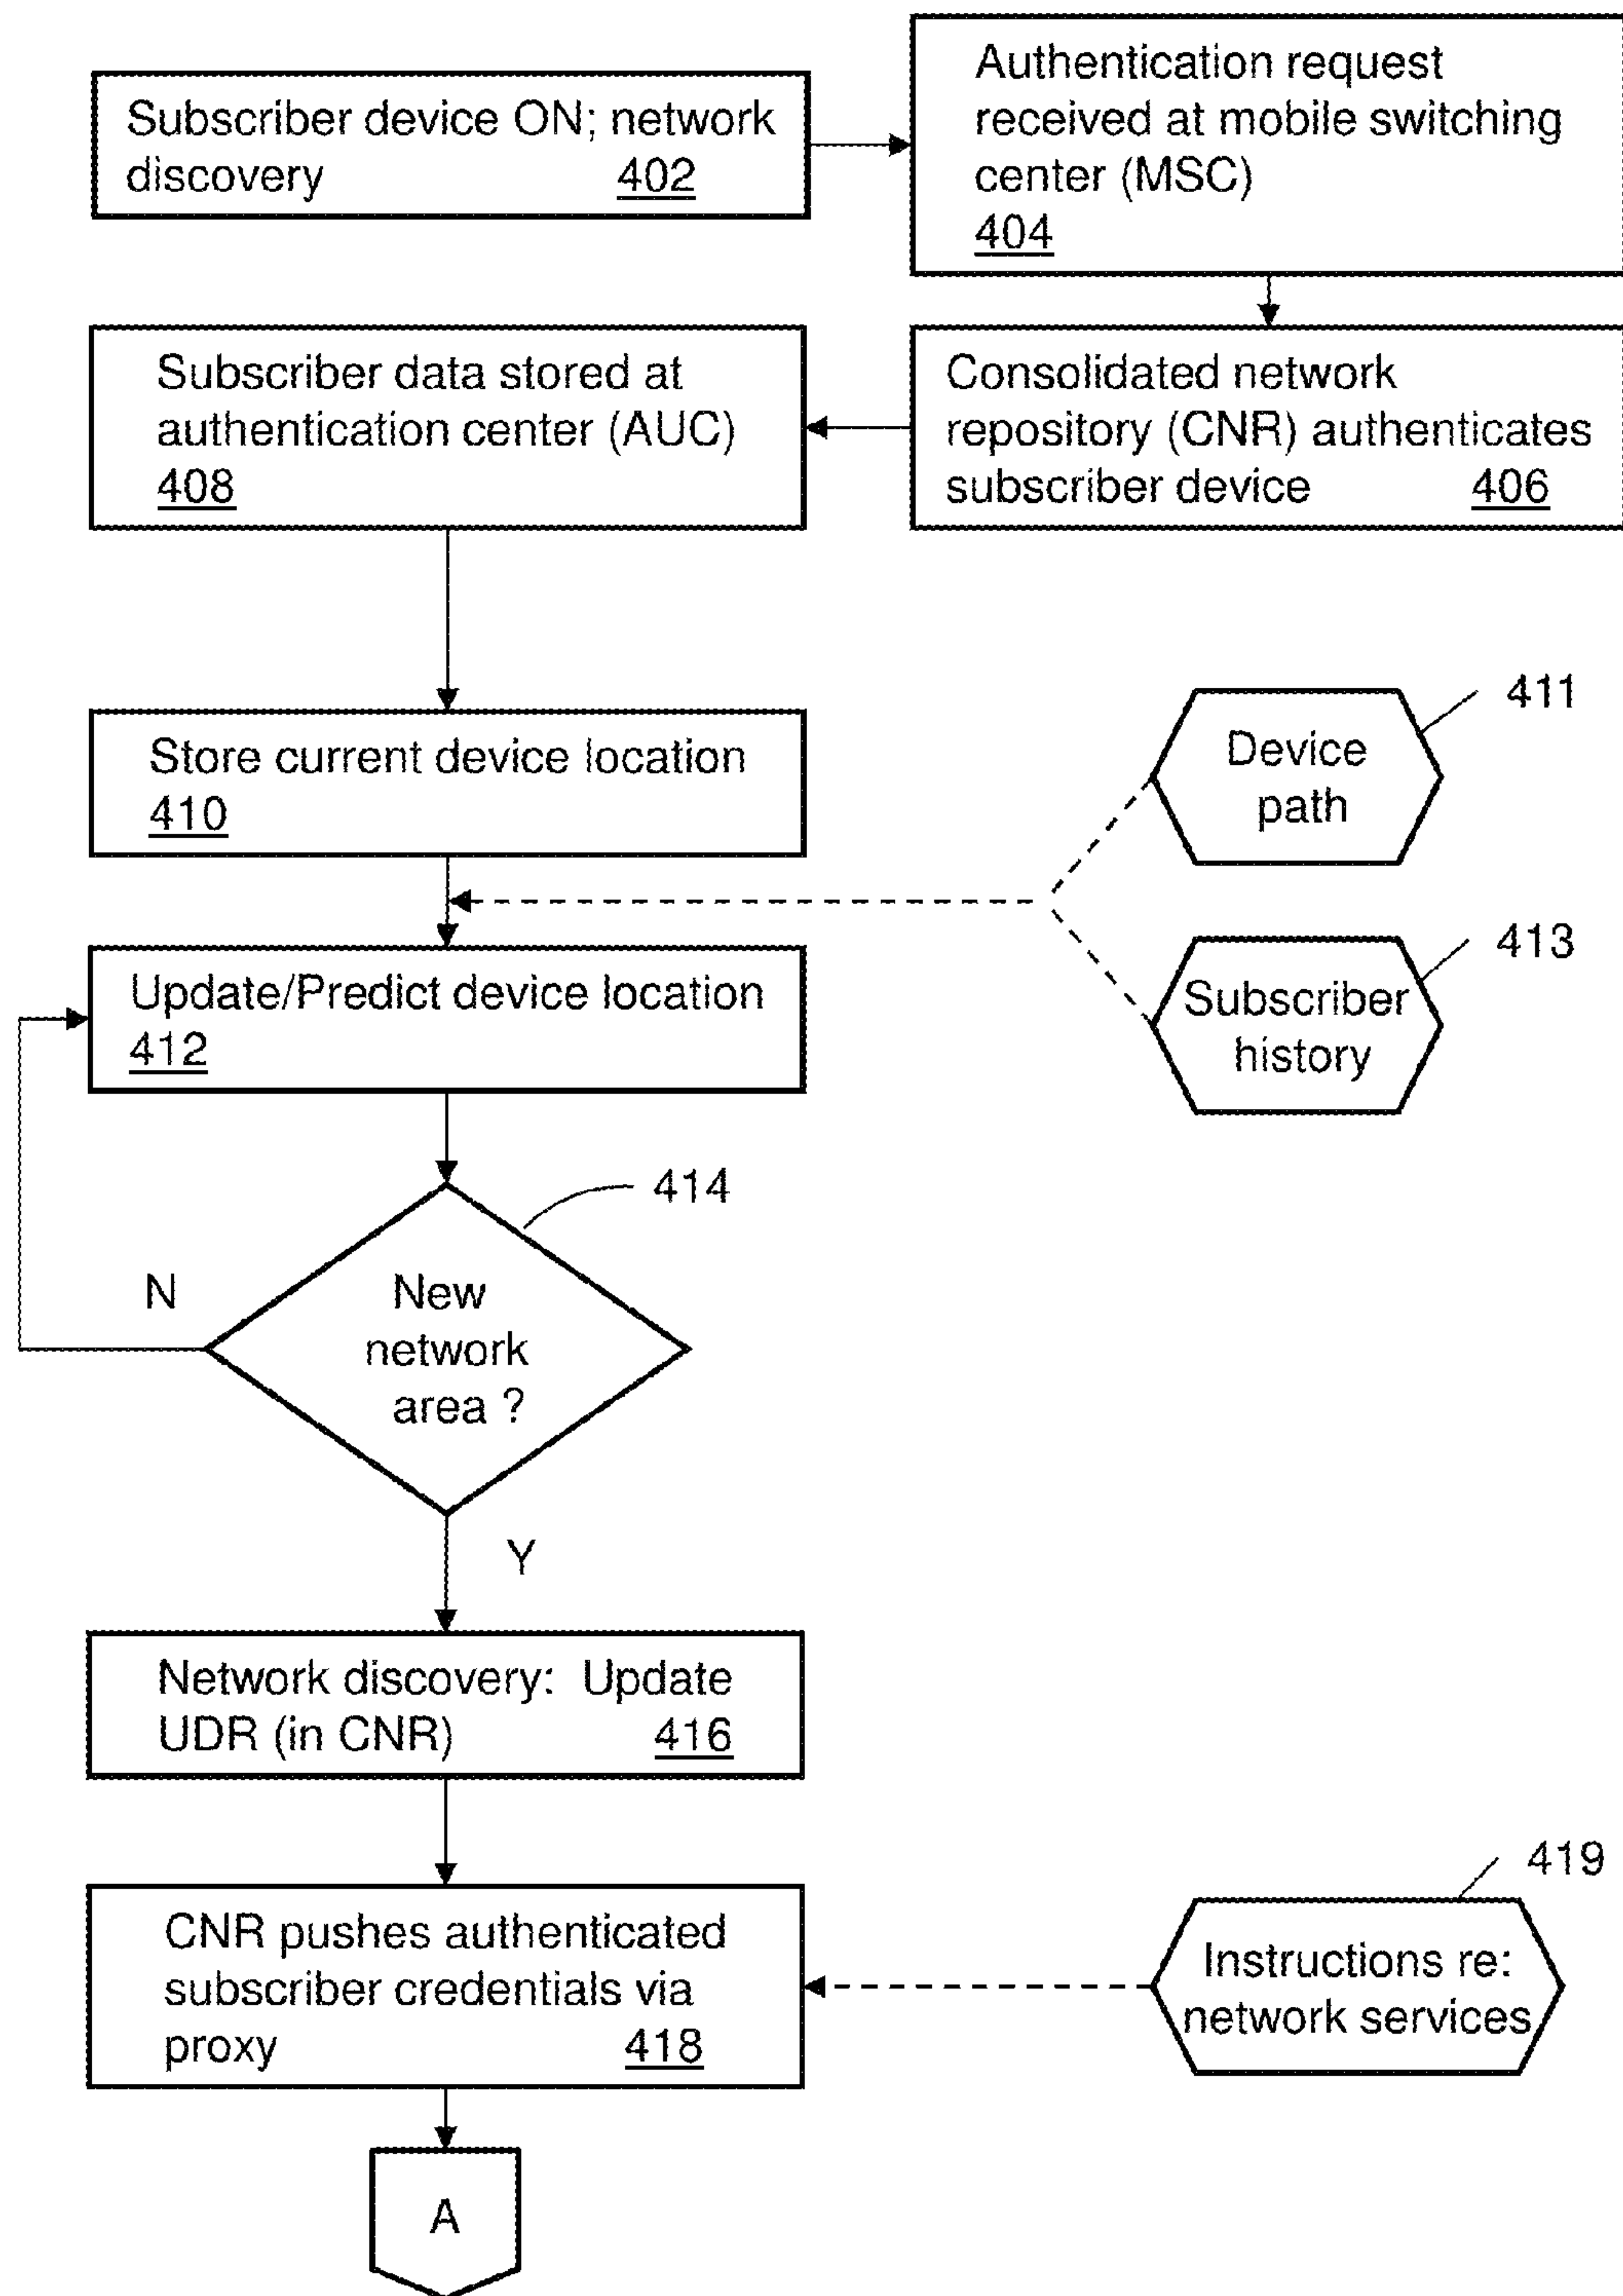 Subscriber device ON; network
discovery 402
Authentication request
received at mobile switching
center (MSC)
404
Consolidated network
repository (CNR) authenticates
subscriber device 406
Subscriber data stored at
authentication center (AUC)
408
Store current device location
410
411
Device
path
413
Subscriber
history
Update/Predict device location
412
414
New
network
area ?
N
Y
Network discovery: Update
UDR (in CNR) 416
CNR pushes authenticated
subscriber credentials via
proxy 418
419
Instructions re:
network services
A